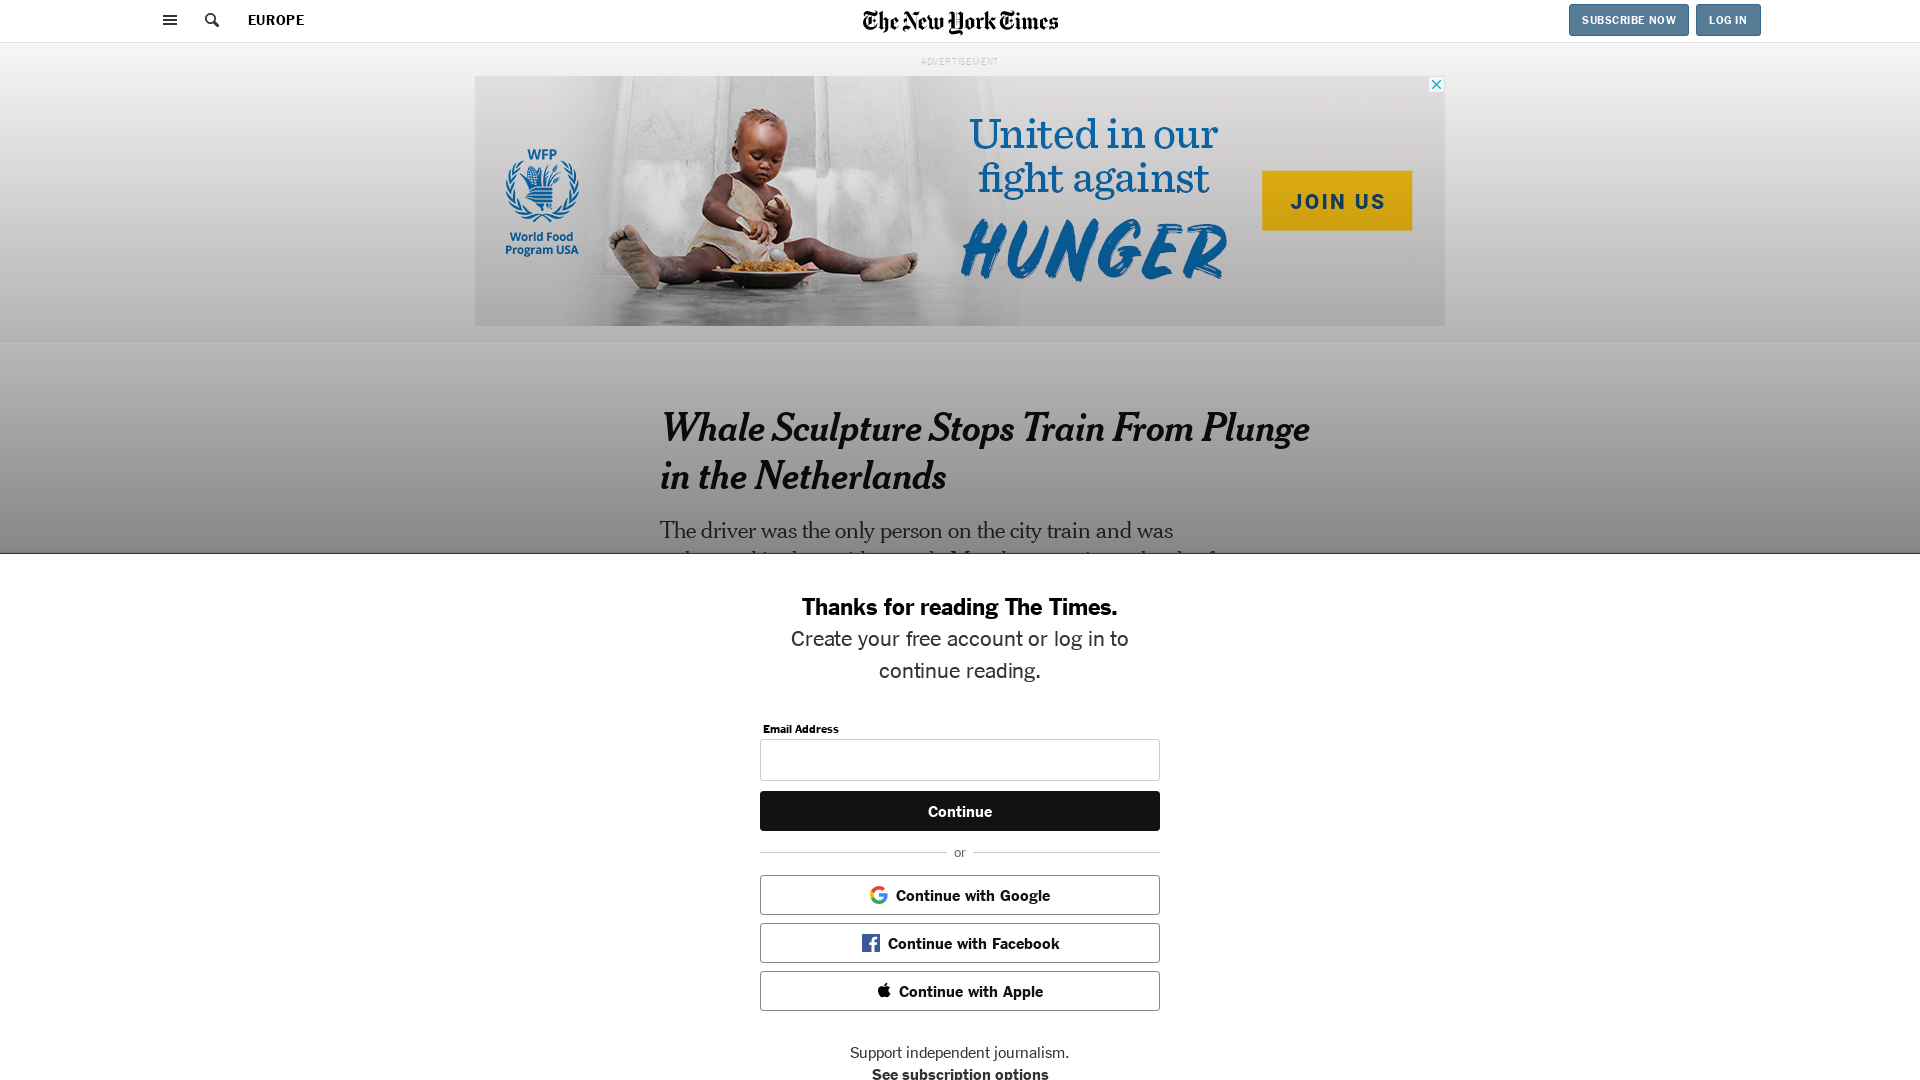 EUROPE
The New York Times
SUBSCRIBE NOW
LOG IN
ADVERTISEMENT
WFP
World Food
Program USA
United in our
fight against
HUNGER
JOIN US
Whale Sculpture Stops Train From Plunge
in the Netherlands
The driver was the only person on the city train and was
Thanks for reading The Times.
Create your free account or log in to
continue reading.
Email Address
Continue
or
Continue with Google
Continue with Facebook
Continue with Apple
Support independent journalism.
See subscription options